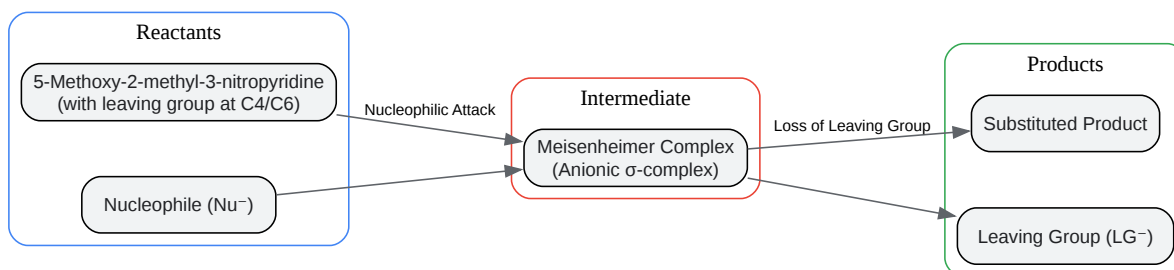 Reactants
5-Methoxy-2-methyl-3-nitropyridine
(with leaving group at C4/C6)
Nucleophile (Nu⁻)
Nucleophilic Attack
Intermediate
Meisenheimer Complex
(Anionic σ-complex)
Loss of Leaving Group
Products
Substituted Product
Leaving Group (LG⁻)